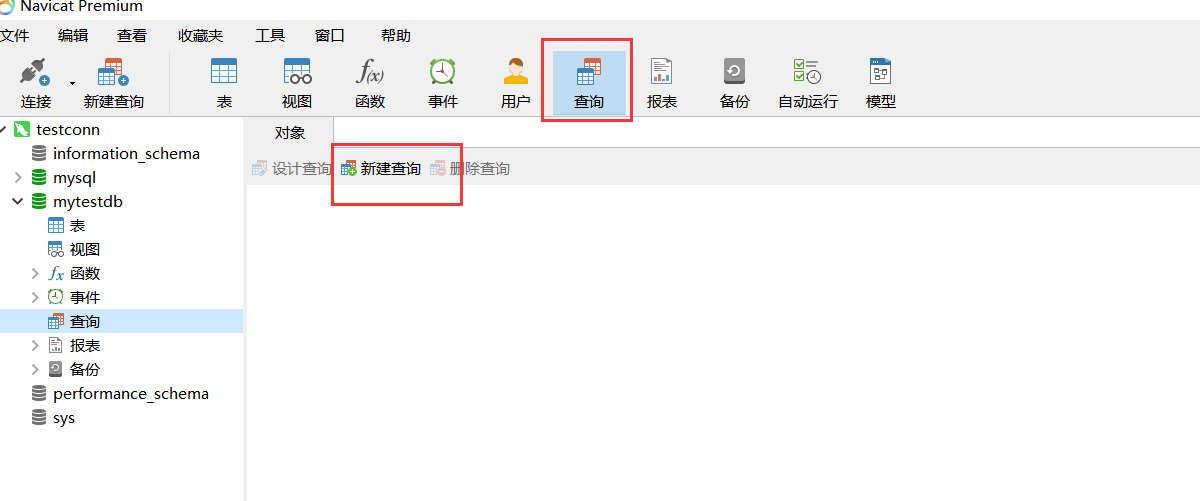 Navicat Premium
文件 编辑 查看 收藏夹 工具 窗口 帮助
连接 新建查询 表 视图 函数 事件 用户 查询 报表 备份 自动运行 模型
testconn
对象
information_schema
设计查询 新建查询 删除查询
mysql
mytestdb
表
视图
函数
事件
查询
报表
备份
performance_schema
sys